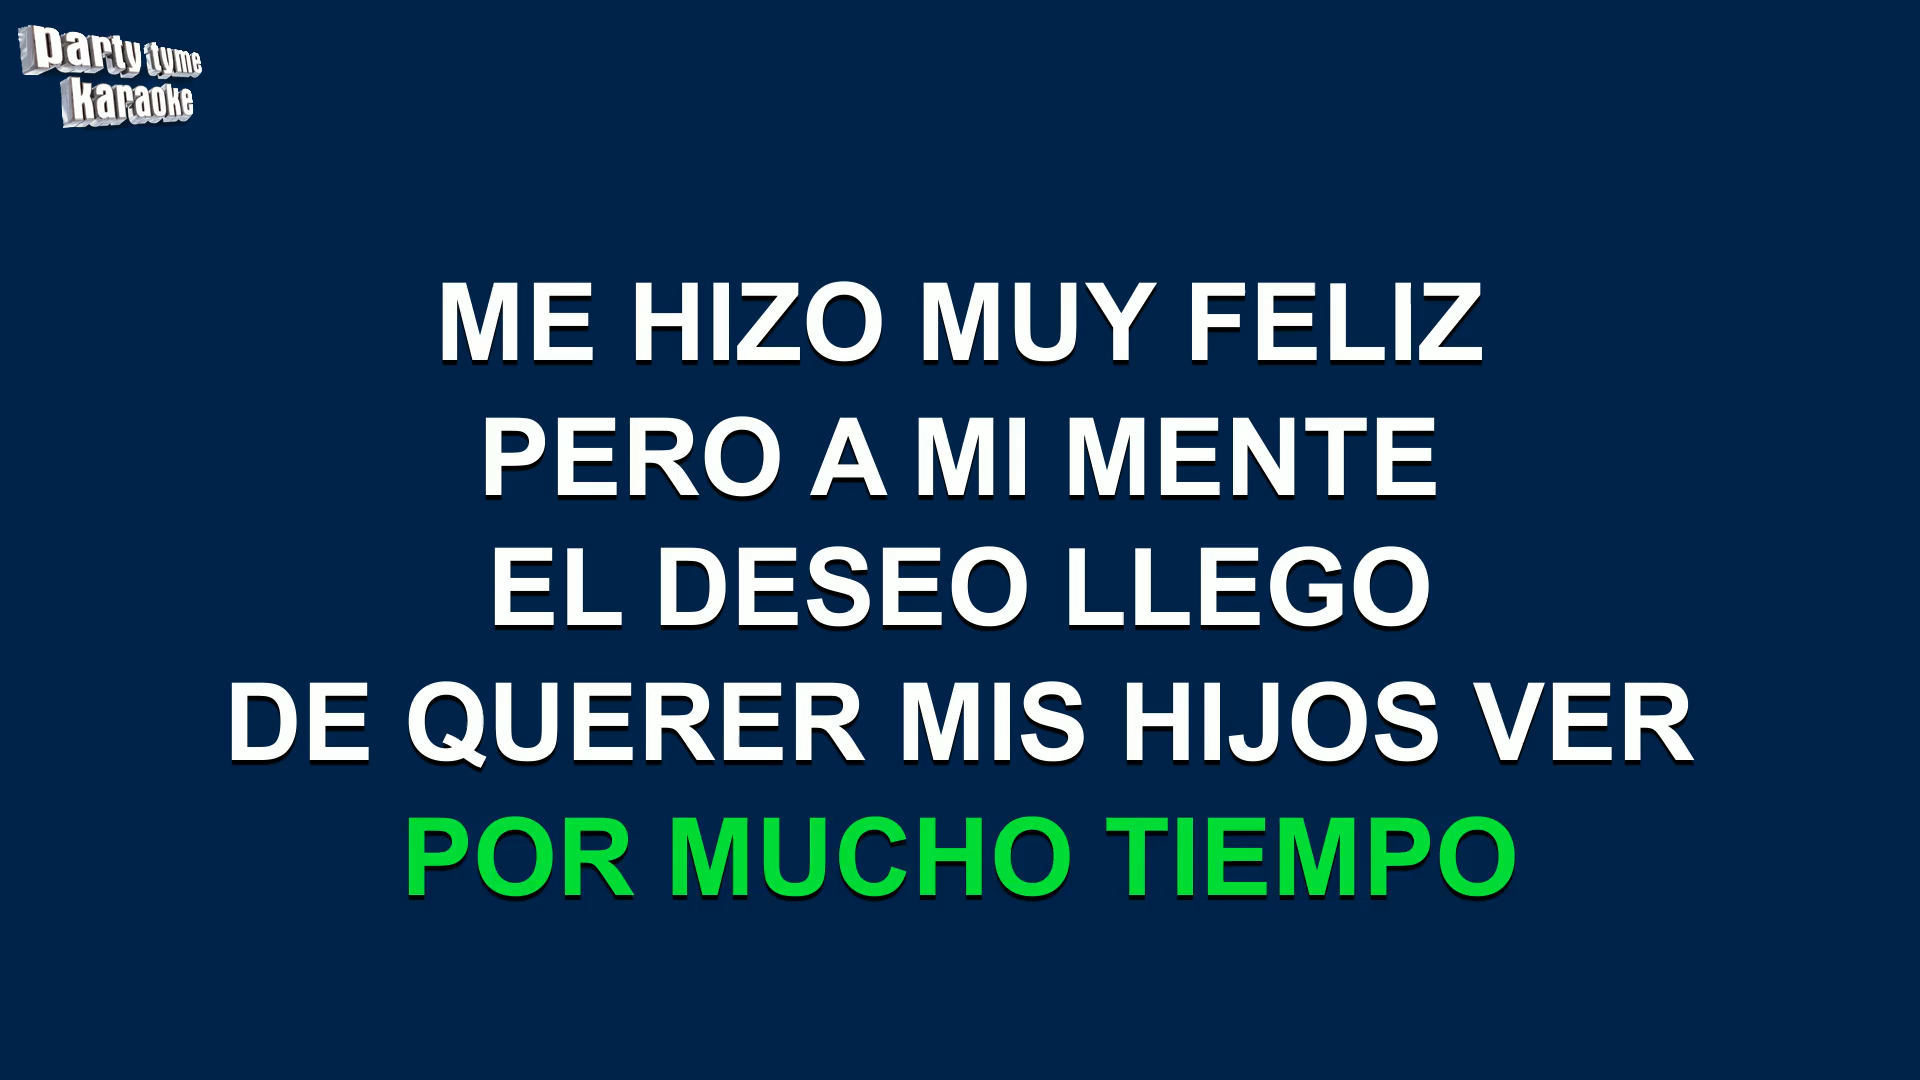 party tyme
karaoke
ME HIZO MUY FELIZ
PERO A MI MENTE
EL DESEO LLEGO
DE QUERER MIS HIJOS VER
POR MUCHO TIEMPO